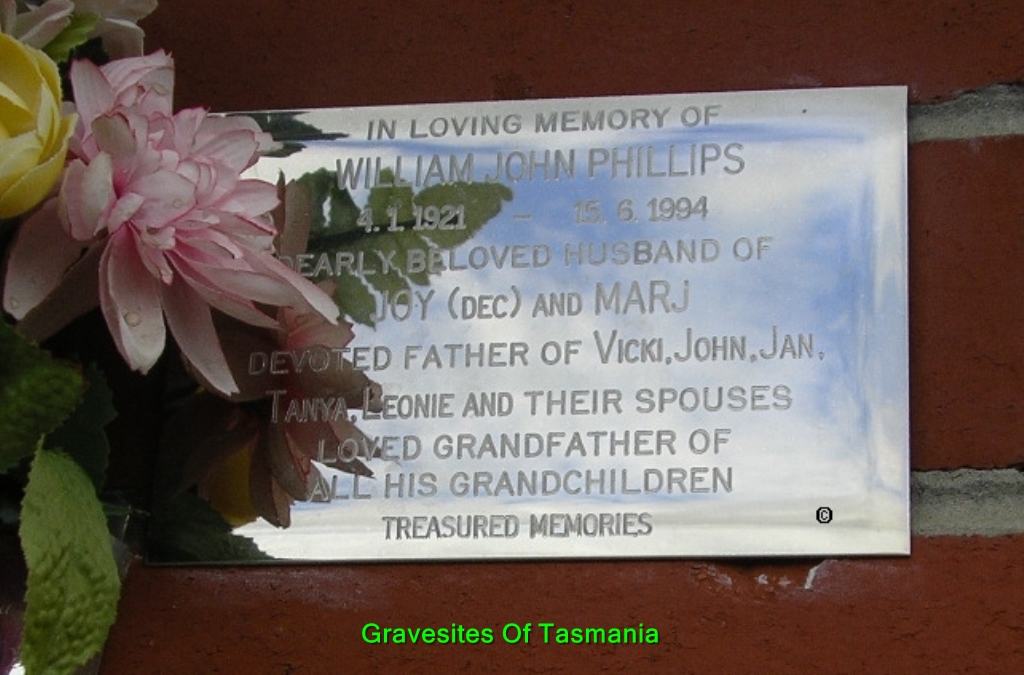 IN LOVING MEMORY OF
WILLIAM JOHN PHILLIPS
4. 1. 1921 – 15. 6. 1994
DEARLY BELOVED HUSBAND OF
JOY (DEC) AND MARJ
DEVOTED FATHER OF VICKI, JOHN, JAN,
TANYA, LEONIE AND THEIR SPOUSES
LOVED GRANDFATHER OF
ALL HIS GRANDCHILDREN
TREASURED MEMORIES
©
Gravesites Of Tasmania